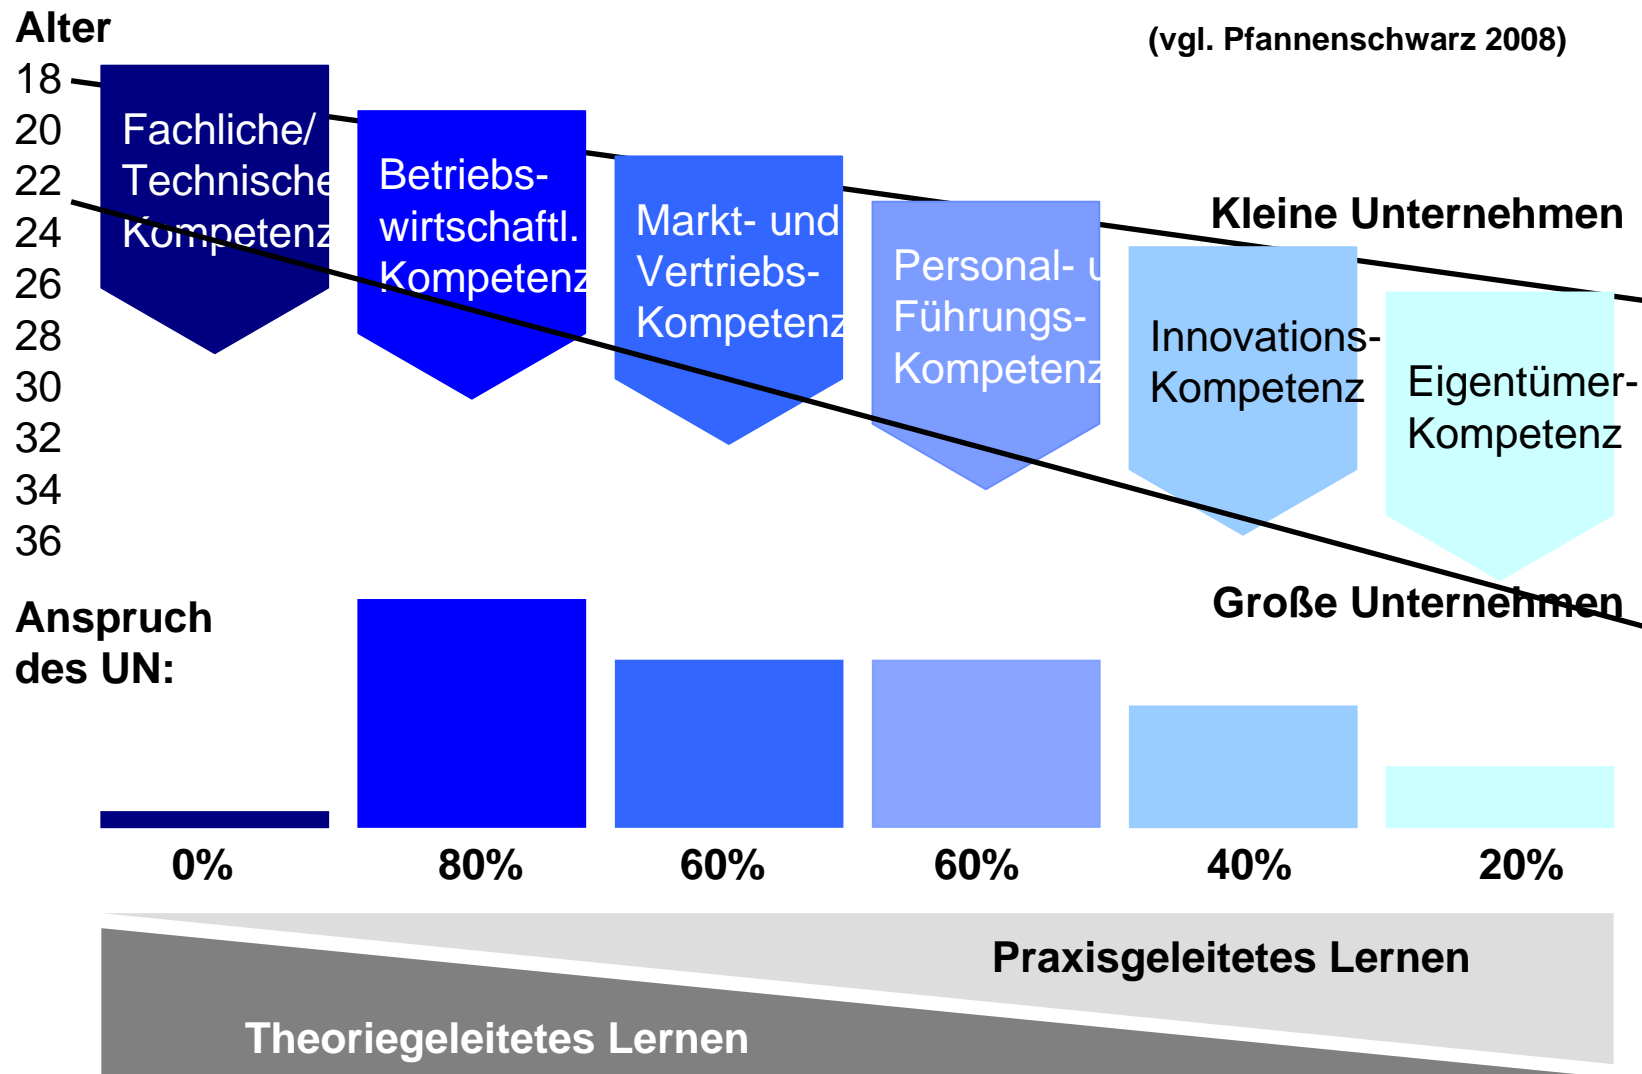 Alter
(vgl. Pfannenschwarz 2008)
18
20
22
24
26
28
30
32
34
36
Fachliche/
Technische
Kompetenz
Betriebs-
wirtschaftl.
Kompetenz
Markt- und
Vertriebs-
Kompetenz
Personal- u
Führungs-
Kompetenz
Innovations-
Kompetenz
Eigentümer-
Kompetenz
Kleine Unternehmen
Große Unternehmen
Anspruch
des UN:
0%
80%
60%
60%
40%
20%
Praxisgeleitetes Lernen
Theoriegeleitetes Lernen